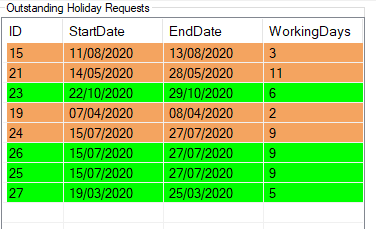 Outstanding Holiday Requests
ID StartDate EndDate WorkingDays
15 11/08/2020 13/08/2020 3
21 14/05/2020 28/05/2020 11
23 22/10/2020 29/10/2020 6
19 07/04/2020 08/04/2020 2
24 15/07/2020 27/07/2020 9
26 15/07/2020 27/07/2020 9
25 15/07/2020 27/07/2020 9
27 19/03/2020 25/03/2020 5